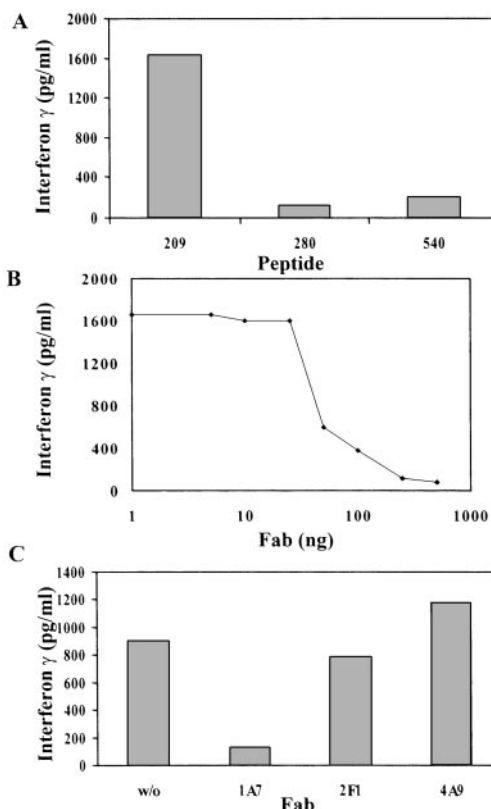 A
Interferon γ (pg/ml)
2000
1600
1200
800
400
0
209 280 540
Peptide
B
Interferon γ (pg/ml)
2000
1600
1200
800
400
0
1 10 100 1000
Fab (ng)
C
Interferon γ (pg/ml)
1400
1200
1000
800
600
400
200
0
w/o 1A7 2F1 4A9
Fab